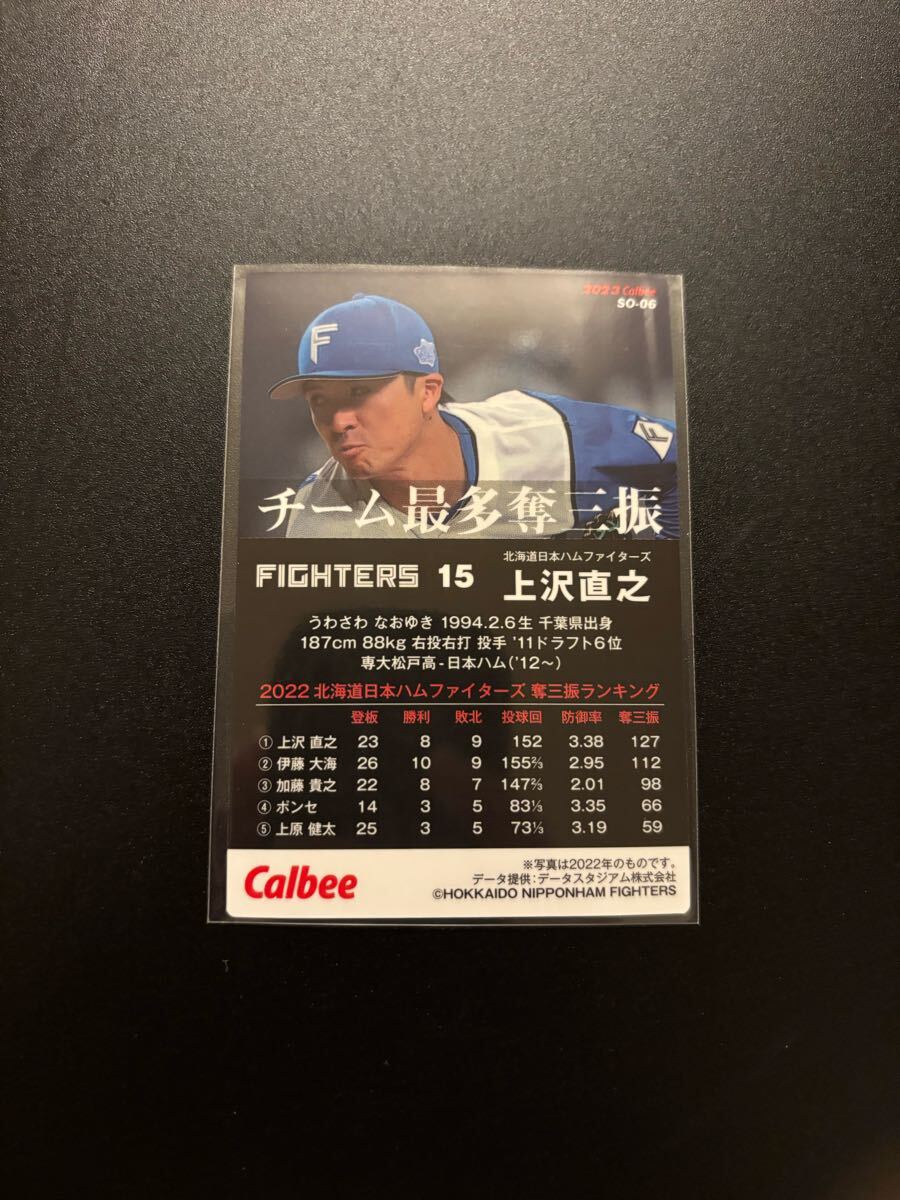 2023 Calbee
SO-06
F
F
チーム最多奪三振
北海道日本ハムファイターズ
FIGHTERS 15 上沢直之
うわさわ なおゆき 1994.2.6生 千葉県出身
187cm 88kg 右投右打 投手 '11ドラフト6位
専大松戸高-日本ハム('12〜)
2022 北海道日本ハムファイターズ 奪三振ランキング
登板 勝利 敗北 投球回 防御率 奪三振
① 上沢 直之 23 8 9 152 3.38 127
② 伊藤 大海 26 10 9 155⅔ 2.95 112
③ 加藤 貴之 22 8 7 147⅔ 2.01 98
④ ポンセ 14 3 5 83⅓ 3.35 66
⑤ 上原 健太 25 3 5 73⅓ 3.19 59
Calbee
※写真は2022年のものです。
データ提供:データスタジアム株式会社
©HOKKAIDO NIPPONHAM FIGHTERS